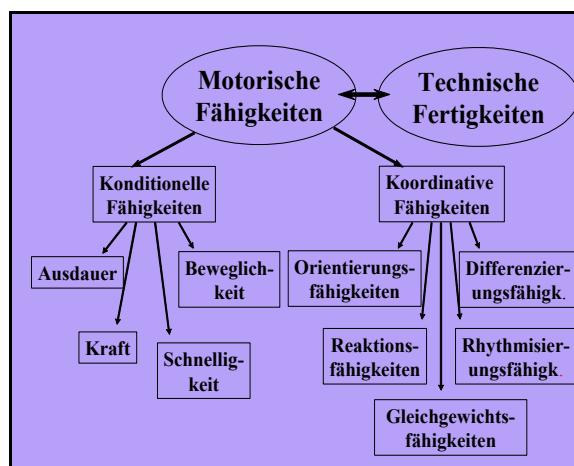 Motorische
Fähigkeiten
Technische
Fertigkeiten
Konditionelle
Fähigkeiten
Koordinative
Fähigkeiten
Ausdauer
Beweglich-
keit
Orientierungs-
fähigkeiten
Differenzier-
ungsfähigk.
Kraft
Schnellig-
keit
Reaktions-
fähigkeiten
Rhythmisier-
ungsfähigk.
Gleichgewichts-
fähigkeiten